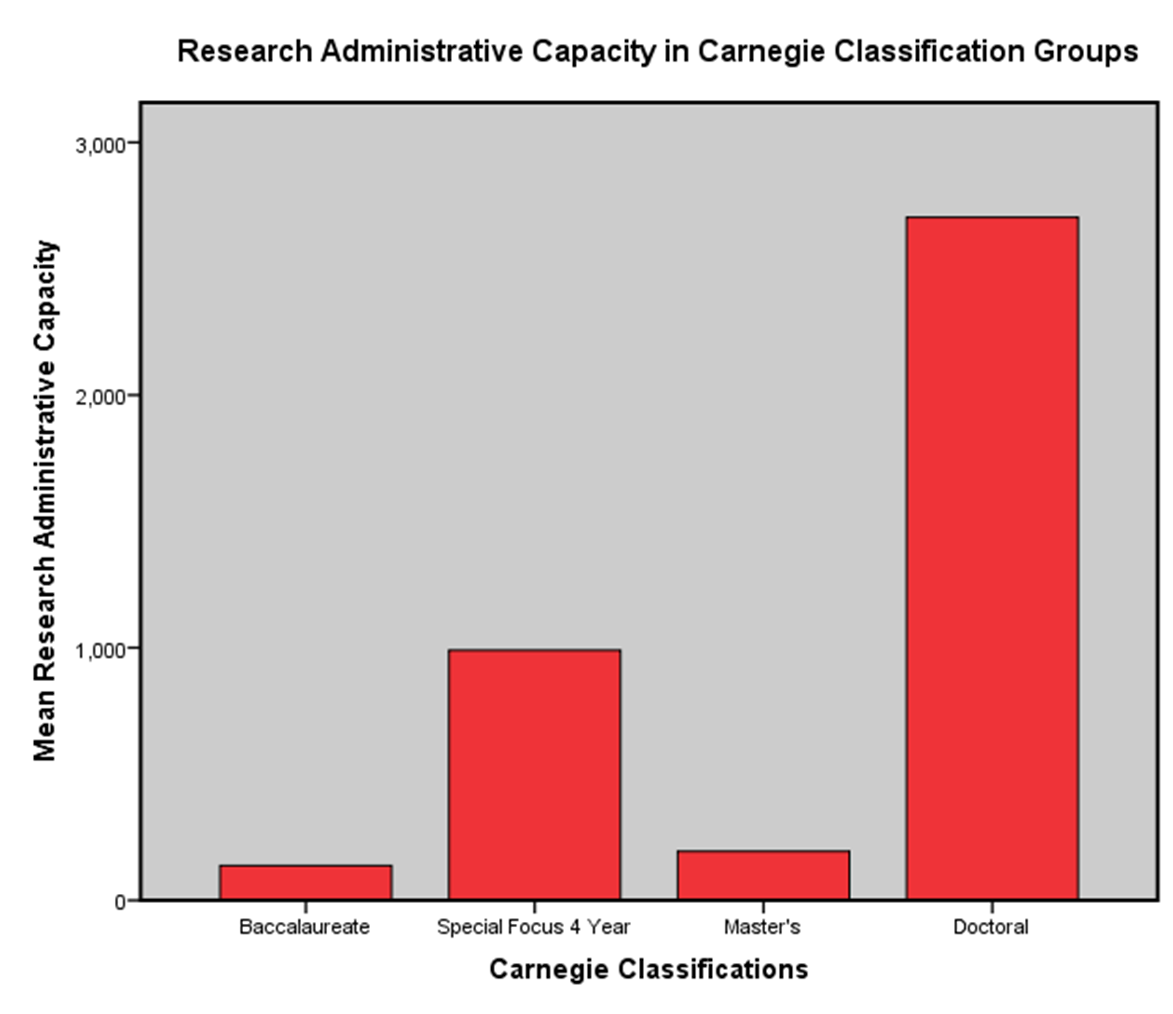 Research Administrative Capacity in Carnegie Classification Groups
Mean Research Administrative Capacity
3,000
2,000
1,000
0
Baccalaureate
Special Focus 4 Year
Master's
Doctoral
Carnegie Classifications